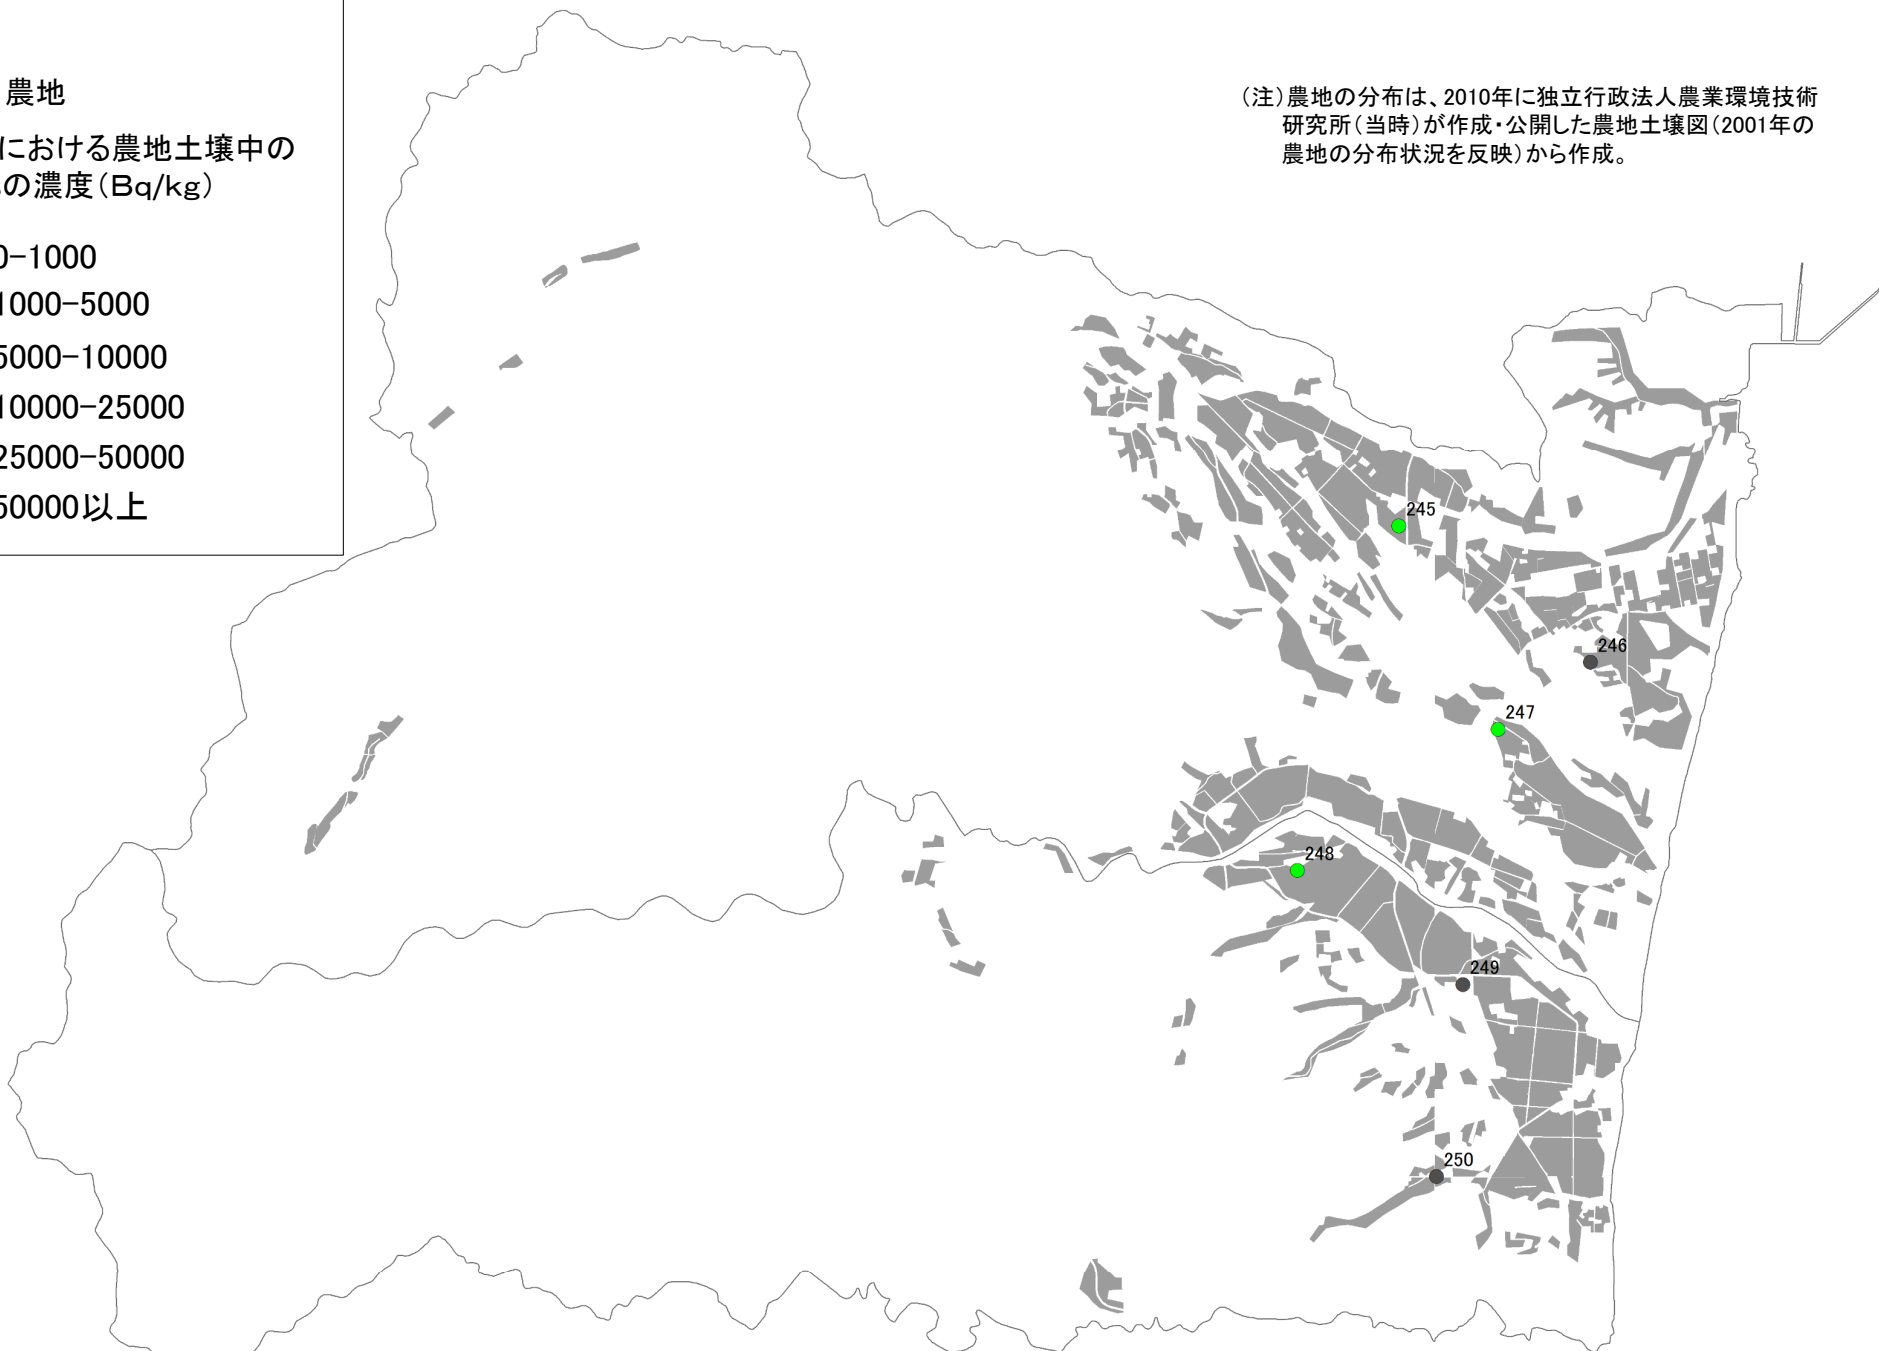 農地
における農地土壌中の
の濃度(Bq/kg)
0-1000
1000-5000
5000-10000
10000-25000
25000-50000
50000以上
(注)農地の分布は、2010年に独立行政法人農業環境技術
研究所(当時)が作成・公開した農地土壌図(2001年の
農地の分布状況を反映)から作成。
245
246
247
248
249
250